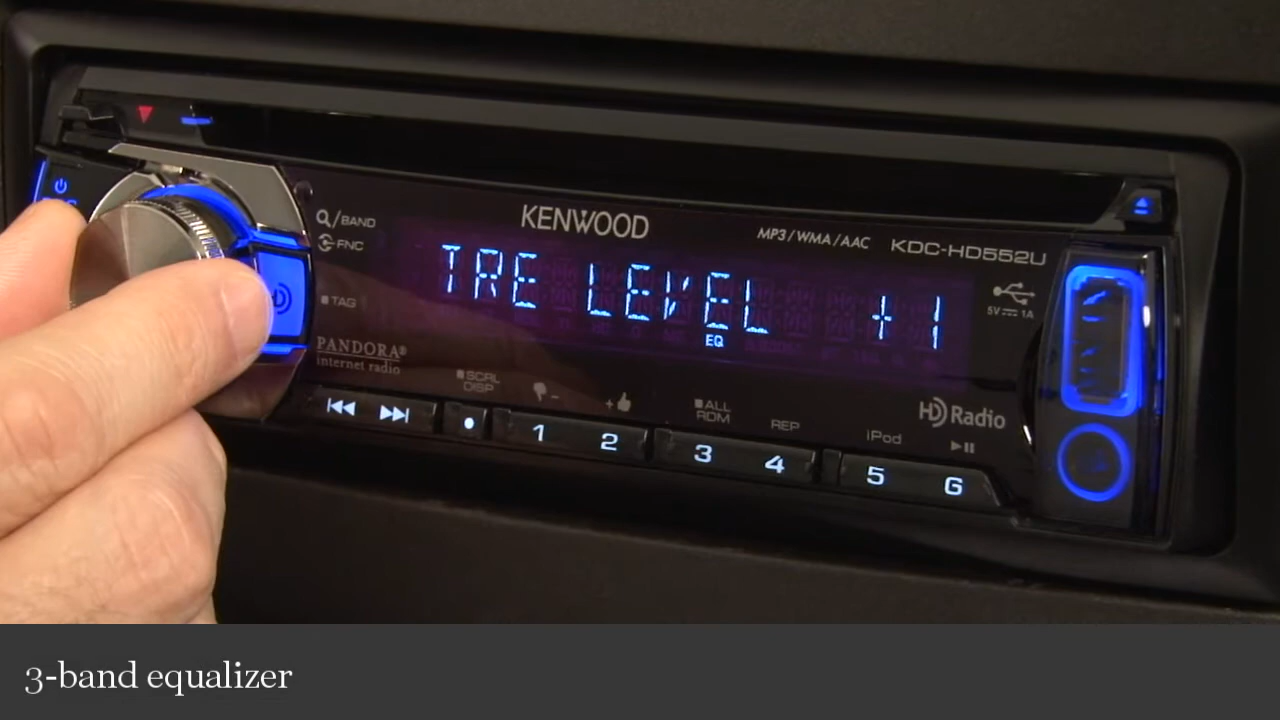 KENWOOD
MP3/WMA/AAC
KDC-HD552U
/BAND
FNC
TRE LEVEL +1
EQ
TAG
5V 1A
PANDORA®
internet radio
SCRL
DISP
-
+
ALL
RDM
REP
iPod
HD Radio
1 2 3 4 5 6
HD
3-band equalizer